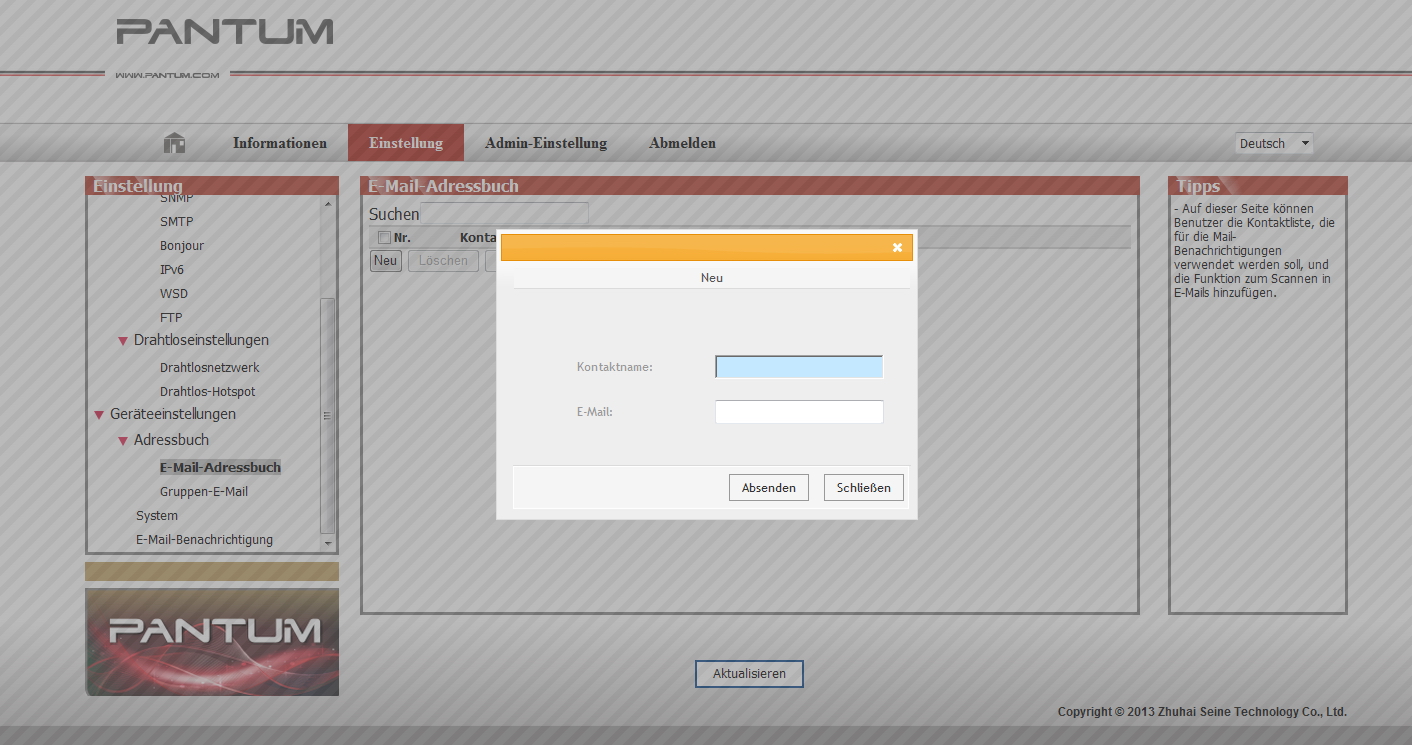 PANTUM
WWW.PANTUM.COM
Informationen
Einstellung
Admin-Einstellung
Abmelden
Deutsch
Einstellung
SNMP
SMTP
Bonjour
IPv6
WSD
FTP
Drahtloseinstellungen
Drahtlosnetzwerk
Drahtlos-Hotspot
Geräteeinstellungen
Adressbuch
E-Mail-Adressbuch
Gruppen-E-Mail
System
E-Mail-Benachrichtigung
PANTUM
E-Mail-Adressbuch
Suchen
Nr. Konta
Neu Löschen
Neu
Kontaktname:
E-Mail:
Absenden Schließen
Aktualisieren
Tipps
- Auf dieser Seite können
Benutzer die Kontaktliste, die
für die Mail-
Benachrichtigungen
verwendet werden soll, und
die Funktion zum Scannen in
E-Mails hinzufügen.
Copyright © 2013 Zhuhai Seine Technology Co., Ltd.